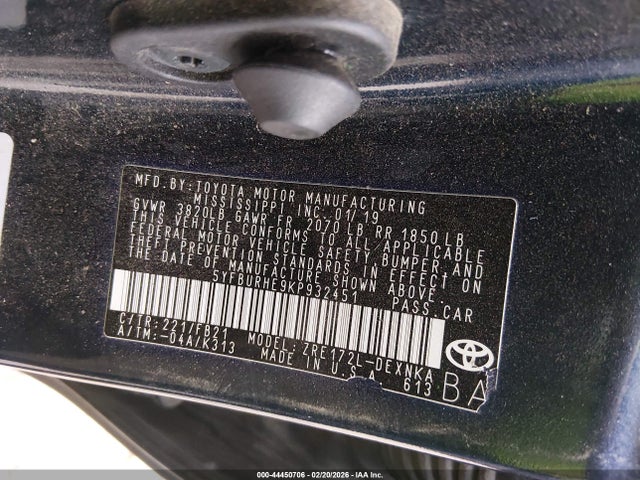 MFD. BY: TOYOTA MOTOR MANUFACTURING
MISSISSIPPI, INC. 01/19
GVWR 3820LB GAWR FR 2070 LB RR 1850 LB
THIS VEHICLE CONFORMS TO ALL APPLICABLE
FEDERAL MOTOR VEHICLE SAFETY, BUMPER, AND
THEFT PREVENTION STANDARDS IN EFFECT ON
THE DATE OF MANUFACTURE SHOWN ABOVE.
5YFBURHE9KP932451 PASS. CAR
C/TR: 2217/FB21 MODEL: ZRE172L-DEXNKA
A/TM: -04A/K313 MADE IN U.S.A. 613
TOYOTA
BA
000-44450706 - 02/20/2026 - IAA Inc.